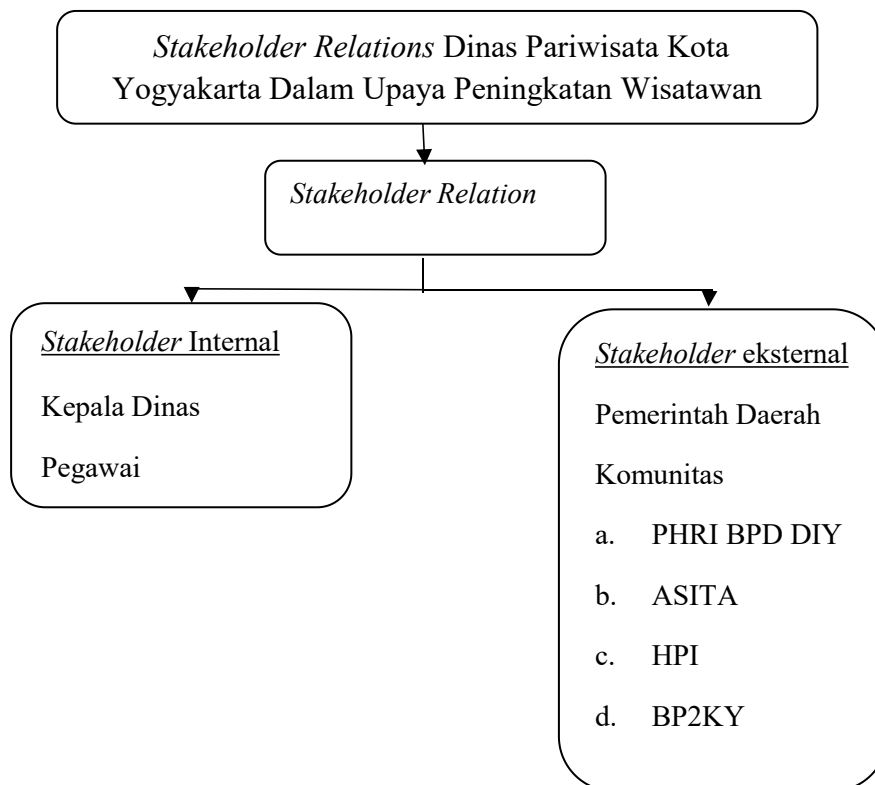 Stakeholder Relations Dinas Pariwisata Kota
Yogyakarta Dalam Upaya Peningkatan Wisatawan
Stakeholder Relation
Stakeholder Internal
Kepala Dinas
Pegawai
Stakeholder eksternal
Pemerintah Daerah
Komunitas
a. PHRI BPD DIY
b. ASITA
c. HPI
d. BP2KY